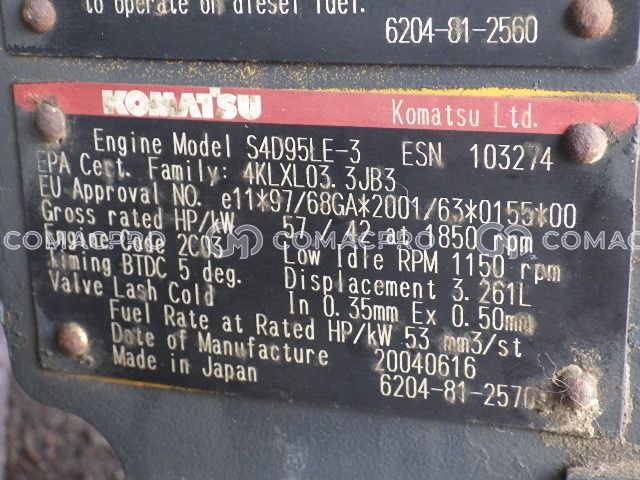 to operate on diesel fuel.
6204-81-2560
KOMATSU Komatsu Ltd.
Engine Model S4D95LE-3 ESN 103274
EPA Cert. Family: 4KLXL03.3JB3
EU Approval NO. e11*97/68GA*2001/63*0155*00
Gross rated HP/kW 57 / 42 at 1850 rpm
Engine Code 2C03 Low Idle RPM 1150 rpm
Timing BTDC 5 deg. Displacement 3.261L
Valve Lash Cold In 0.35mm Ex 0.50mm
Fuel Rate at Rated HP/kW 53 mm3/st
Date of Manufacture 20040616
Made in Japan 6204-81-2570
COMACPRO COMACPRO